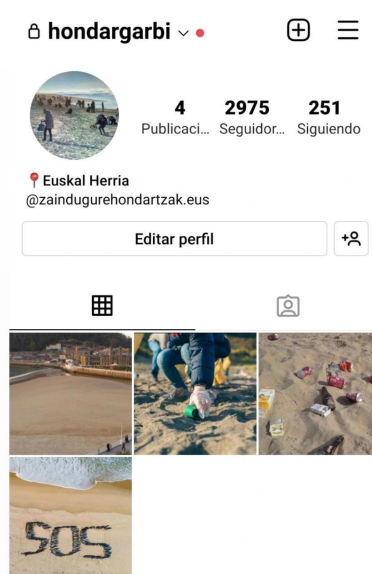 hondargarbi
4 2975 251
Publicaci... Seguidor... Siguiendo
Euskal Herria
@zaindugurehondartzak.eus
Editar perfil
SOS